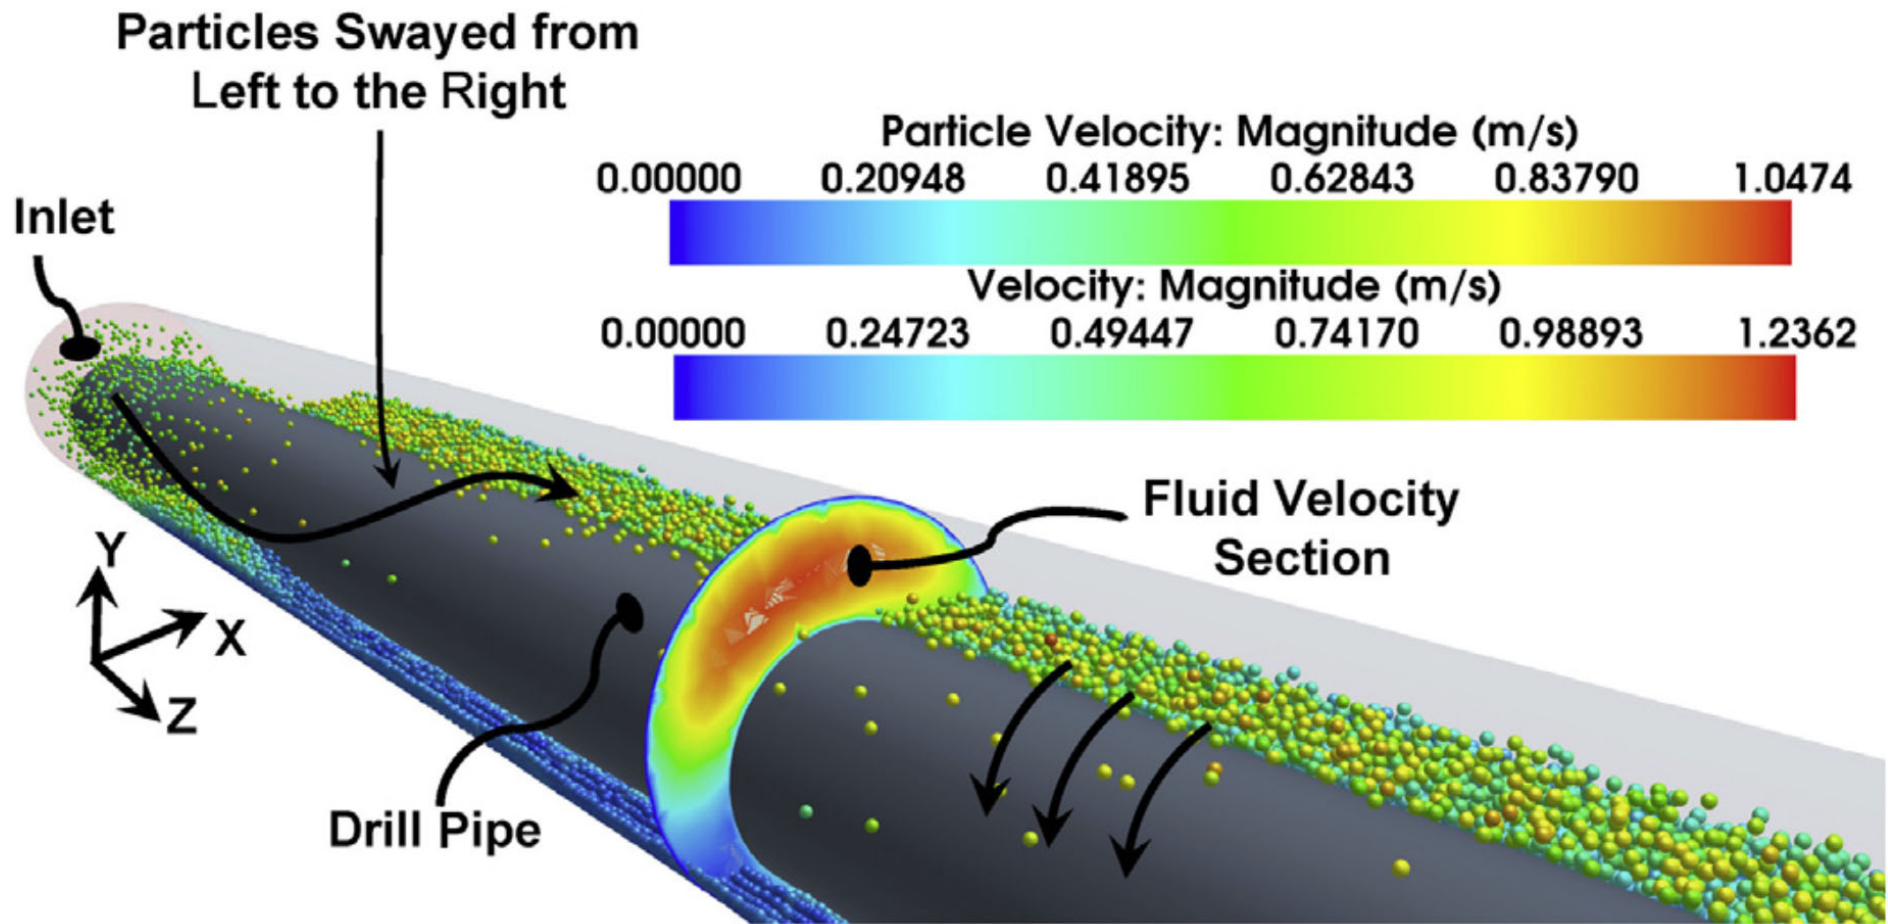 Particles Swayed from
Left to the Right
Particle Velocity: Magnitude (m/s)
0.00000 0.20948 0.41895 0.62843 0.83790 1.0474
Inlet
Velocity: Magnitude (m/s)
0.00000 0.24723 0.49447 0.74170 0.98893 1.2362
Fluid Velocity
Section
Y
X
Z
Drill Pipe